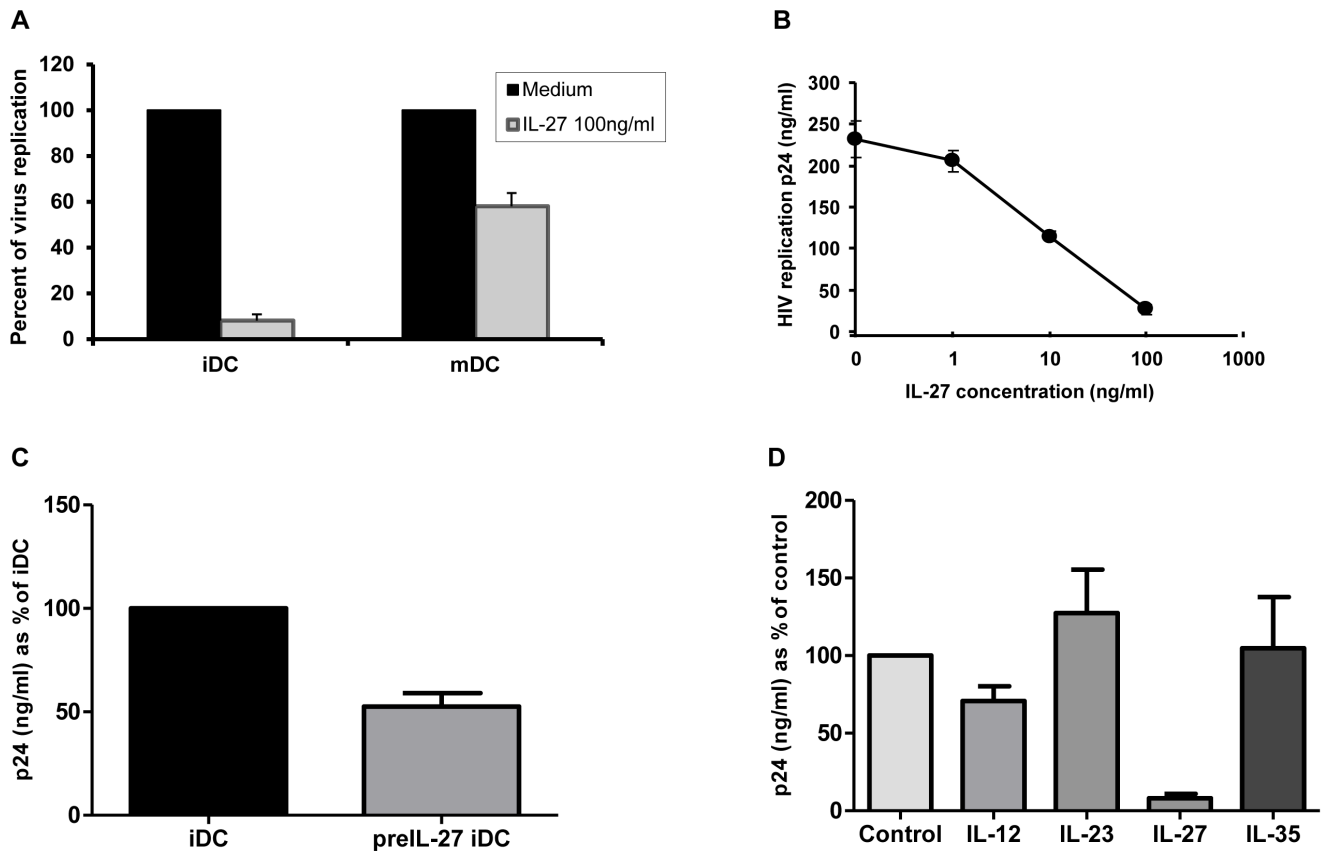 A
Percent of virus replication
120
100
80
60
40
20
0
iDC
mDC
Medium
IL-27 100ng/ml
B
HIV replication p24 (ng/ml)
300
250
200
150
100
50
0
0
1
10
100
1000
IL-27 concentration (ng/ml)
C
p24 (ng/ml) as % of iDC
150
100
50
0
iDC
preIL-27 iDC
D
p24 (ng/ml) as % of control
200
150
100
50
0
Control
IL-12
IL-23
IL-27
IL-35